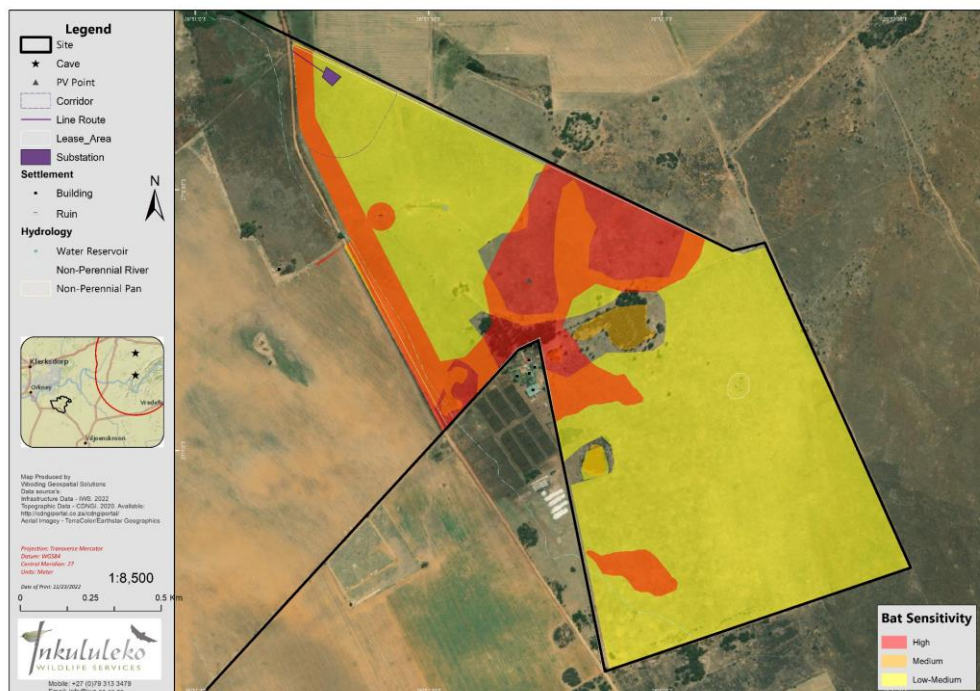 Legend
Site
Cave
PV Point
Corridor
Line Route
Lease_Area
Substation
Settlement
Building
Ruin
Hydrology
Water Reservoir
Non-Perennial River
Non-Perennial Pan
N
Klerksdorp
Orkney
Viljoenskroon
Map Produced by
Wooding Geospatial Solutions
Data source's:
Infrastructure Data - IWS. 2022
Topographic Data - CDNGI. 2020. Available:
http://cdngiportal.co.za/cdngiportal/
Aerial Imagey - TerraColor/Earthstar Geographics
Projection: Transverse Mercator
Datum: WGS84
Central Meridian: 27
Units: Meter
Date of Print: 11/23/2022
1:8,500
0 0.25 0.5 Km
Inkululeko
WILDLIFE SERVICES
Mobile: +27 (0)79 313 3479
Bat Sensitivity
High
Medium
Low-Medium